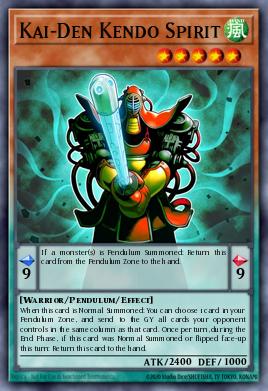 KAI-DEN KENDO SPIRIT
WIND
風
If a monster(s) is Pendulum Summoned: Return this
card from the Pendulum Zone to the hand.
9
9
[Warrior/Pendulum/Effect]
When this card is Normal Summoned: You can choose 1 card in your
Pendulum Zone, and send to the GY all cards your opponent
controls in the same column as that card. Once per turn, during the
End Phase, if this card was Normal Summoned or flipped face-up
this turn: Return this card to the hand.
ATK/2400 DEF/1000